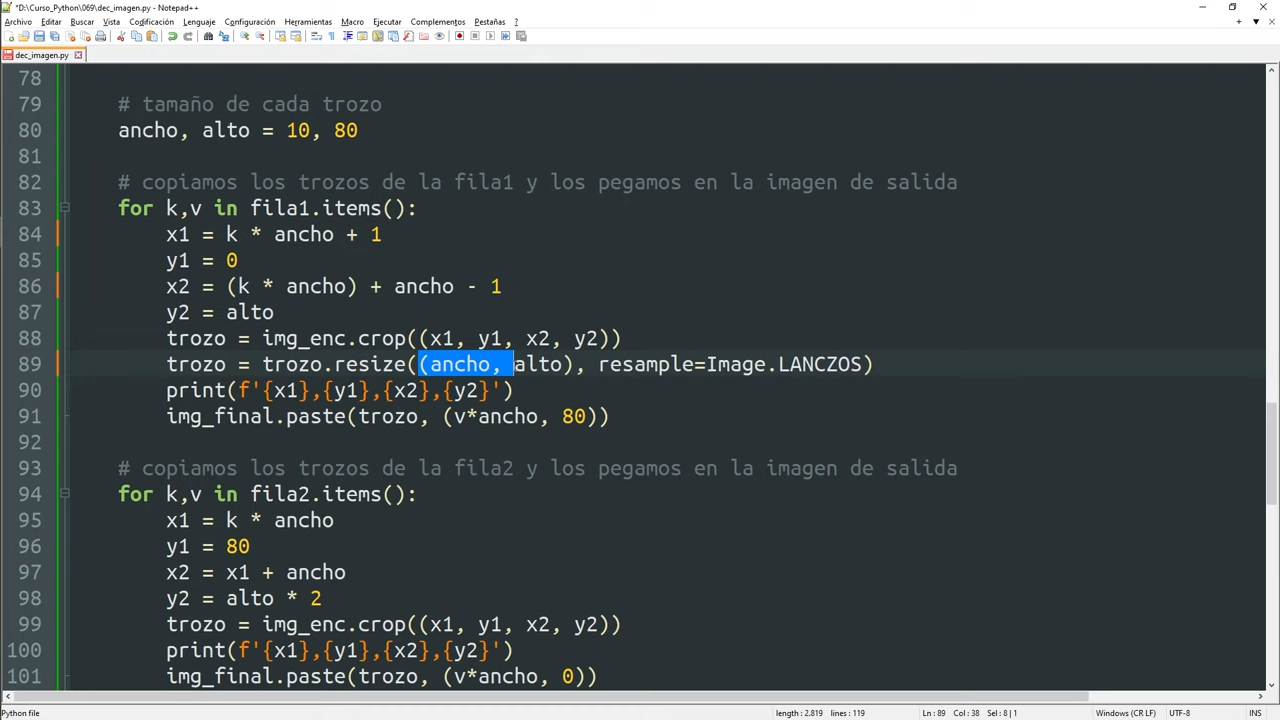 *D:\Curso_Python\069\dec_imagen.py - Notepad++
Archivo Editar Buscar Vista Codificación Lenguaje Configuración Herramientas Macro Ejecutar Complementos Pestañas ?
dec_imagen.py
78
79 # tamaño de cada trozo
80 ancho, alto = 10, 80
81
82 # copiamos los trozos de la fila1 y los pegamos en la imagen de salida
83 for k,v in fila1.items():
84 x1 = k * ancho + 1
85 y1 = 0
86 x2 = (k * ancho) + ancho - 1
87 y2 = alto
88 trozo = img_enc.crop((x1, y1, x2, y2))
89 trozo = trozo.resize((ancho, alto), resample=Image.LANCZOS)
90 print(f'{x1},{y1},{x2},{y2}')
91 img_final.paste(trozo, (v*ancho, 80))
92
93 # copiamos los trozos de la fila2 y los pegamos en la imagen de salida
94 for k,v in fila2.items():
95 x1 = k * ancho
96 y1 = 80
97 x2 = x1 + ancho
98 y2 = alto * 2
99 trozo = img_enc.crop((x1, y1, x2, y2))
100 print(f'{x1},{y1},{x2},{y2}')
101 img_final.paste(trozo, (v*ancho, 0))
Python file length : 2.819 lines : 119 Ln : 89 Col : 38 Sel : 8 | 1 Windows (CR LF) UTF-8 INS